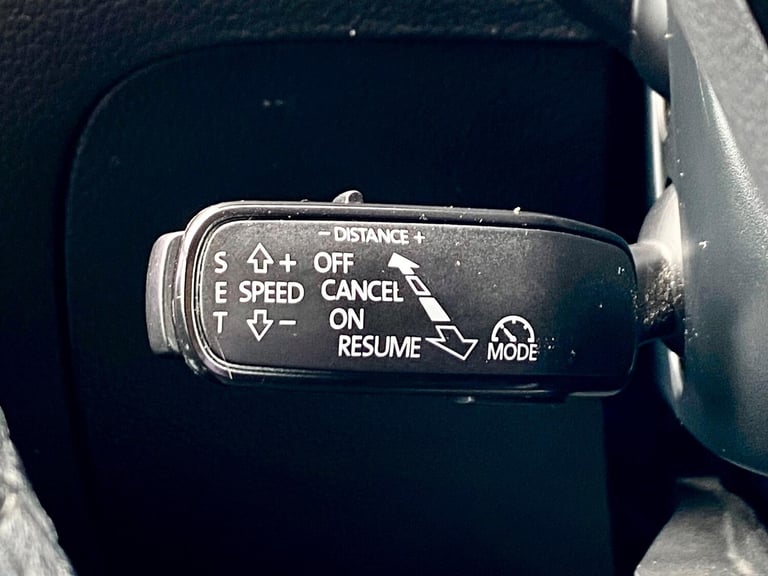 − DISTANCE +
S + OFF
E SPEED CANCEL
T − ON
RESUME MODE